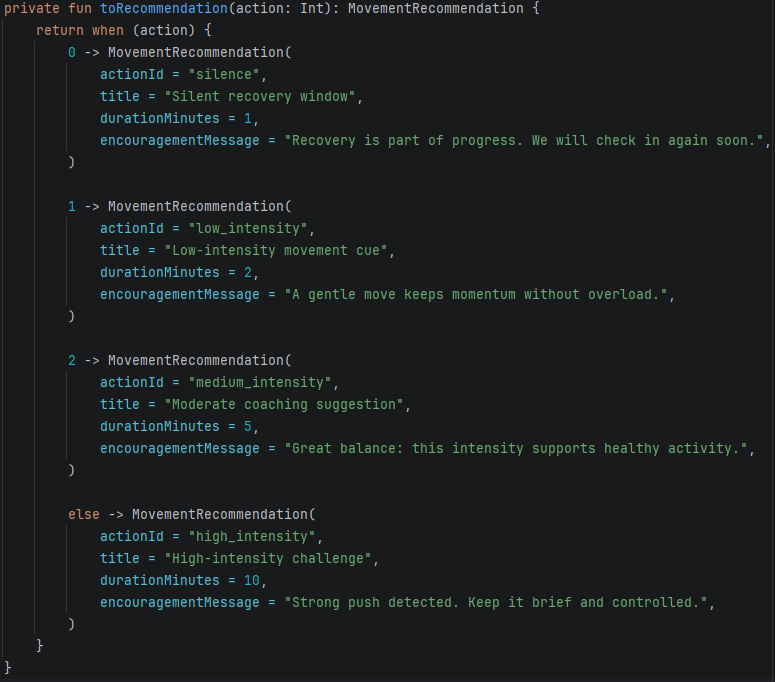 private fun toRecommendation(action: Int): MovementRecommendation {
    return when (action) {
        0 -> MovementRecommendation(
            actionId = "silence",
            title = "Silent recovery window",
            durationMinutes = 1,
            encouragementMessage = "Recovery is part of progress. We will check in again soon.",
        )

        1 -> MovementRecommendation(
            actionId = "low_intensity",
            title = "Low-intensity movement cue",
            durationMinutes = 2,
            encouragementMessage = "A gentle move keeps momentum without overload.",
        )

        2 -> MovementRecommendation(
            actionId = "medium_intensity",
            title = "Moderate coaching suggestion",
            durationMinutes = 5,
            encouragementMessage = "Great balance: this intensity supports healthy activity.",
        )

        else -> MovementRecommendation(
            actionId = "high_intensity",
            title = "High-intensity challenge",
            durationMinutes = 10,
            encouragementMessage = "Strong push detected. Keep it brief and controlled.",
        )
    }
}